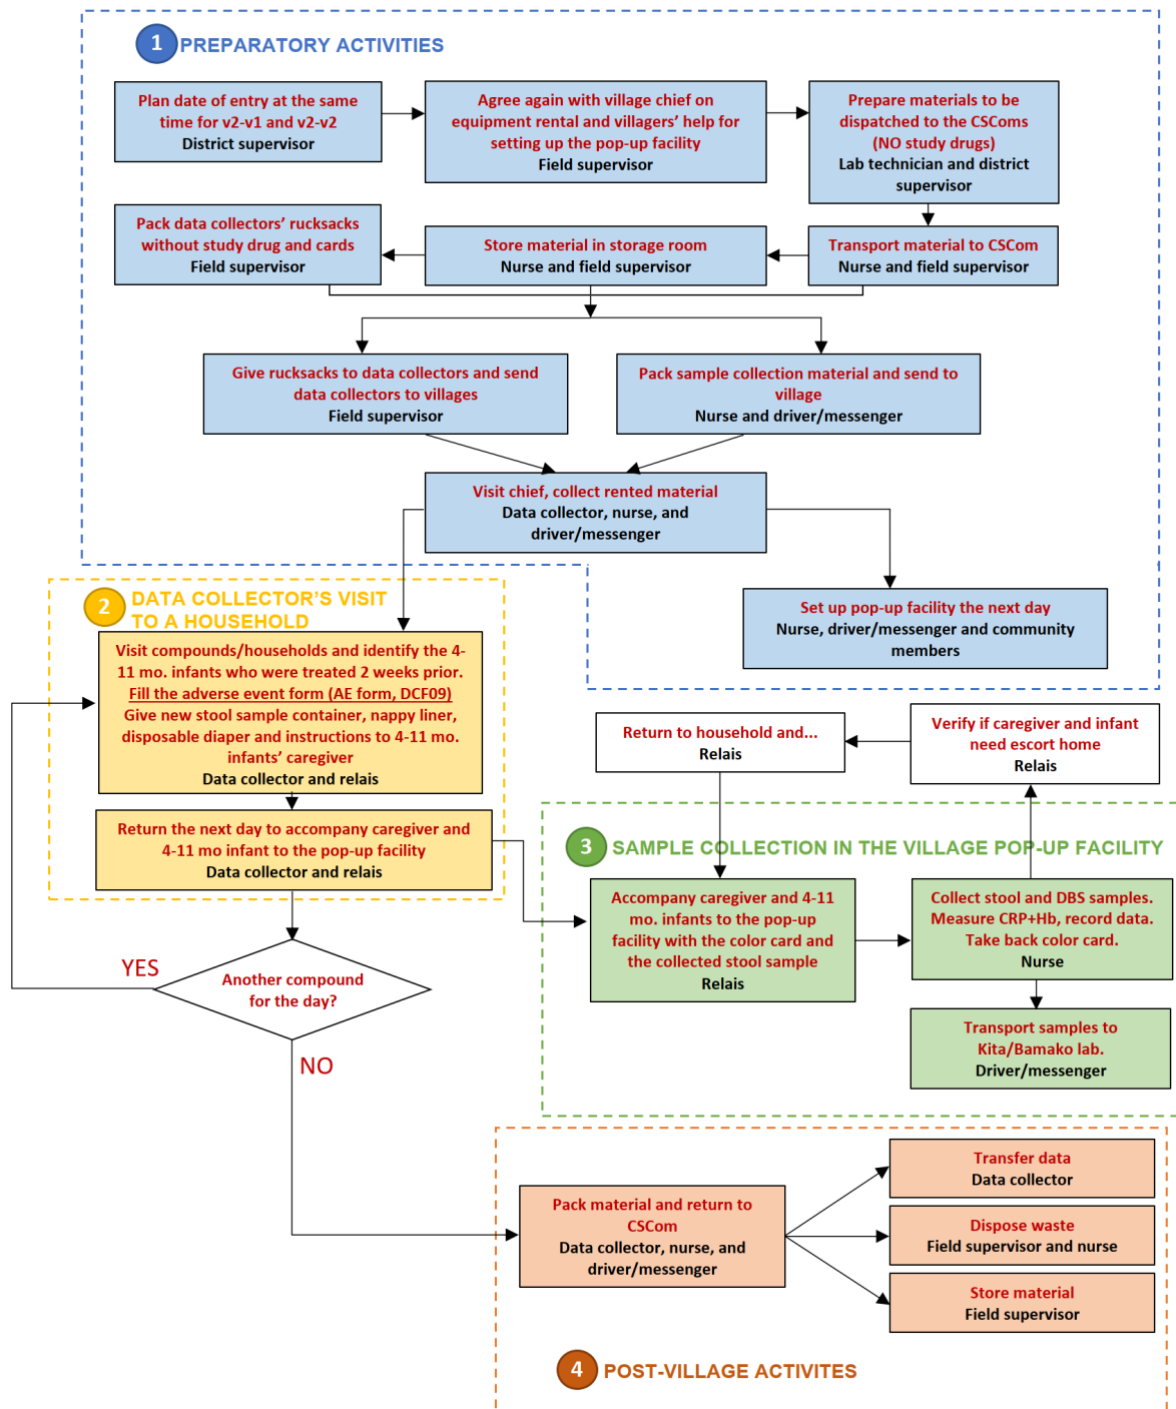 1 PREPARATORY ACTIVITIES
Plan date of entry at the same
time for v2-v1 and v2-v2
District supervisor
Agree again with village chief on
equipment rental and villagers' help for
setting up the pop-up facility
Field supervisor
Prepare materials to be
dispatched to the CSComs
(NO study drugs)
Lab technician and district
supervisor
Pack data collectors' rucksacks
without study drug and cards
Field supervisor
Store material in storage room
Nurse and field supervisor
Transport material to CSCom
Nurse and field supervisor
Give rucksacks to data collectors and send
data collectors to villages
Field supervisor
Pack sample collection material and send to
village
Nurse and driver/messenger
Visit chief, collect rented material
Data collector, nurse, and
driver/messenger
Set up pop-up facility the next day
Nurse, driver/messenger and community
members
2 DATA COLLECTOR'S VISIT
TO A HOUSEHOLD
Visit compounds/households and identify the 4-
11 mo. infants who were treated 2 weeks prior.
Fill the adverse event form (AE form, DCF09)
Give new stool sample container, nappy liner,
disposable diaper and instructions to 4-11 mo.
infants' caregiver
Data collector and relais
Return the next day to accompany caregiver and
4-11 mo infant to the pop-up facility
Data collector and relais
YES
Another compound
for the day?
NO
Return to household and...
Relais
Verify if caregiver and infant
need escort home
Relais
3 SAMPLE COLLECTION IN THE VILLAGE POP-UP FACILITY
Accompany caregiver and 4-11
mo. infants to the pop-up
facility with the color card and
the collected stool sample
Relais
Collect stool and DBS samples.
Measure CRP+Hb, record data.
Take back color card.
Nurse
Transport samples to
Kita/Bamako lab.
Driver/messenger
Pack material and return to
CSCom
Data collector, nurse, and
driver/messenger
Transfer data
Data collector
Dispose waste
Field supervisor and nurse
Store material
Field supervisor
4 POST-VILLAGE ACTIVITES